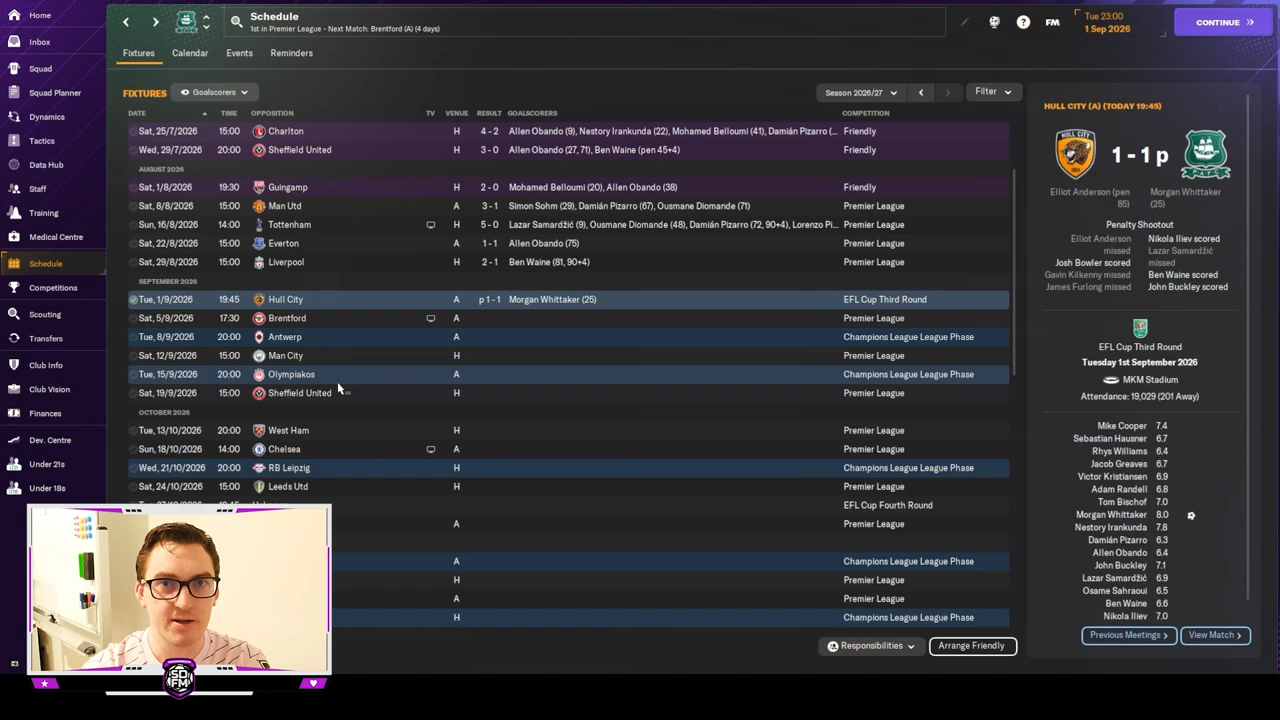 Home
Inbox
Squad
Squad Planner
Dynamics
Tactics
Data Hub
Staff
Training
Medical Centre
Schedule
Competitions
Scouting
Transfers
Club Info
Club Vision
Finances
Dev. Centre
Under 21s
Under 18s
Schedule
1st in Premier League - Next Match: Brentford (A) (4 days)
FM
Tue 23:00
1 Sep 2026
CONTINUE
Fixtures Calendar Events Reminders
FIXTURES Goalscorers Season 2026/27 Filter
DATE TIME OPPOSITION TV VENUE RESULT GOALSCORERS COMPETITION
Sat, 25/7/2026 15:00 Charlton H 4 - 2 Allen Obando (9), Nestory Irankunda (22), Mohamed Belloumi (41), Damián Pizarro (... Friendly
Wed, 29/7/2026 20:00 Sheffield United H 3 - 0 Allen Obando (27, 71), Ben Waine (pen 45+4) Friendly
AUGUST 2026
Sat, 1/8/2026 19:30 Guingamp H 2 - 0 Mohamed Belloumi (20), Allen Obando (38) Friendly
Sat, 8/8/2026 15:00 Man Utd A 3 - 1 Simon Sohm (29), Damián Pizarro (67), Ousmane Diomande (71) Premier League
Sun, 16/8/2026 14:00 Tottenham H 5 - 0 Lazar Samardžić (9), Ousmane Diomande (48), Damián Pizarro (72, 90+4), Lorenzo Pi... Premier League
Sat, 22/8/2026 15:00 Everton A 1 - 1 Allen Obando (75) Premier League
Sat, 29/8/2026 15:00 Liverpool H 2 - 1 Ben Waine (81, 90+4) Premier League
SEPTEMBER 2026
Tue, 1/9/2026 19:45 Hull City A p 1 - 1 Morgan Whittaker (25) EFL Cup Third Round
Sat, 5/9/2026 17:30 Brentford A Premier League
Tue, 8/9/2026 20:00 Antwerp A Champions League League Phase
Sat, 12/9/2026 15:00 Man City H Premier League
Tue, 15/9/2026 20:00 Olympiakos A Champions League League Phase
Sat, 19/9/2026 15:00 Sheffield United H Premier League
OCTOBER 2026
Tue, 13/10/2026 20:00 West Ham H Premier League
Sun, 18/10/2026 14:00 Chelsea A Premier League
Wed, 21/10/2026 20:00 RB Leipzig H Champions League League Phase
Sat, 24/10/2026 15:00 Leeds Utd H Premier League
EFL Cup Fourth Round
A Premier League
A Champions League League Phase
H Premier League
A Premier League
H Champions League League Phase
Responsibilities Arrange Friendly
HULL CITY (A) (TODAY 19:45)
1 - 1 p
Elliot Anderson (pen 85) Morgan Whittaker (25)
Penalty Shootout
Elliot Anderson missed Nikola Iliev scored
Josh Bowler scored Lazar Samardžić missed
Gavin Kilkenny missed Ben Waine scored
James Furlong missed John Buckley scored
EFL Cup Third Round
Tuesday 1st September 2026
MKM Stadium
Attendance: 19,029 (201 Away)
Mike Cooper 7.4
Sebastian Hausner 6.7
Rhys Williams 6.4
Jacob Greaves 6.7
Victor Kristiansen 6.9
Adam Randell 6.8
Tom Bischof 7.0
Morgan Whittaker 8.0
Nestory Irankunda 7.8
Damián Pizarro 6.3
Allen Obando 6.4
John Buckley 7.1
Lazar Samardžić 6.9
Osame Sahraoui 6.5
Ben Waine 6.6
Nikola Iliev 7.0
Previous Meetings View Match
SDFM